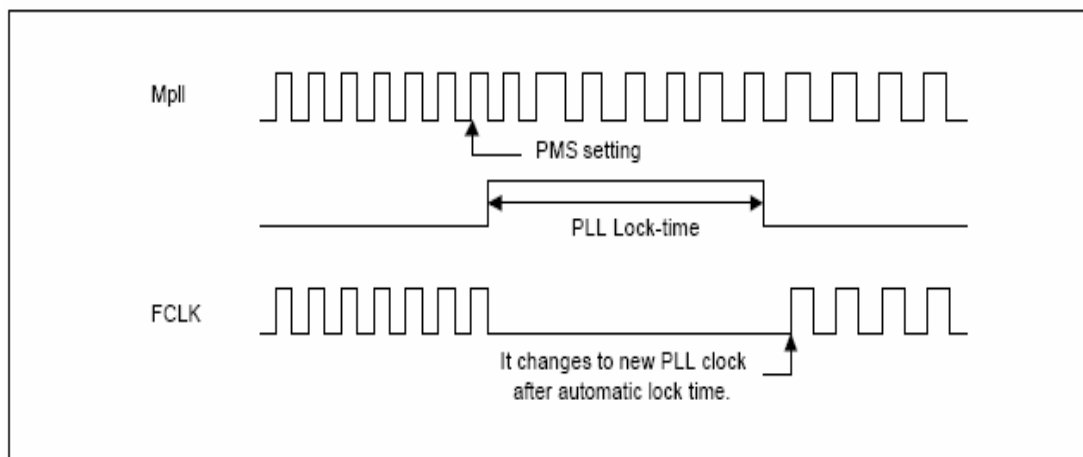 Mpll
PMS setting
PLL Lock-time
FCLK
It changes to new PLL clock
after automatic lock time.